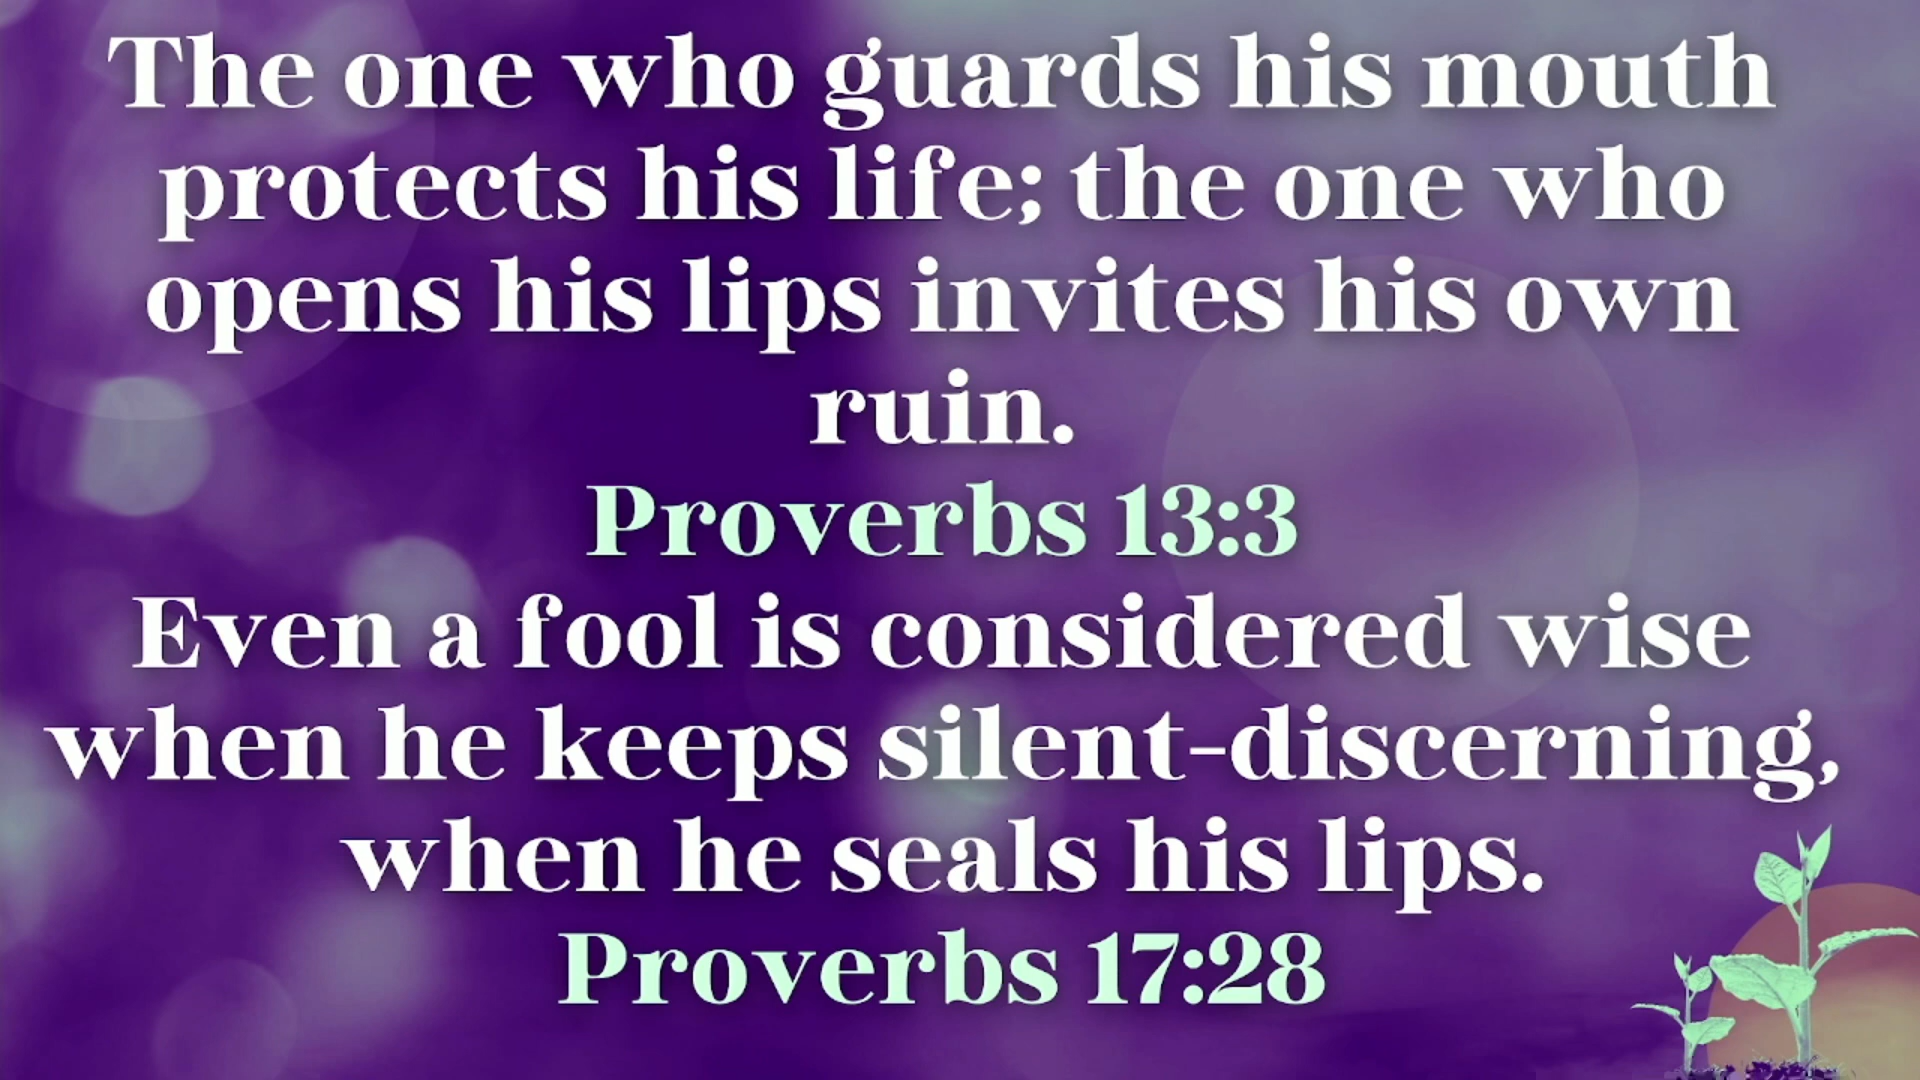 The one who guards his mouth
protects his life; the one who
opens his lips invites his own
ruin.
Proverbs 13:3
Even a fool is considered wise
when he keeps silent-discerning,
when he seals his lips.
Proverbs 17:28